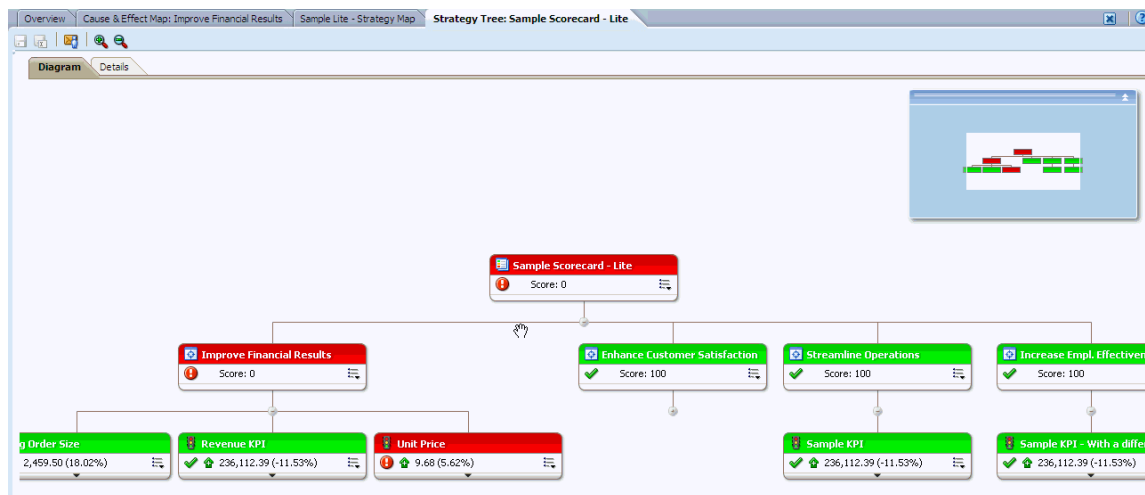 Overview Cause & Effect Map: Improve Financial Results Sample Lite - Strategy Map Strategy Tree: Sample Scorecard - Lite
Diagram Details
Sample Scorecard - Lite
Score: 0
Improve Financial Results Enhance Customer Satisfaction Streamline Operations Increase Empl. Effectiven
Score: 0 Score: 100 Score: 100 Score: 100
g Order Size Revenue KPI Unit Price Sample KPI Sample KPI - With a differ
2,459.50 (18.02%) 236,112.39 (-11.53%) 9.68 (5.62%) 236,112.39 (-11.53%) 236,112.39 (-11.53%)